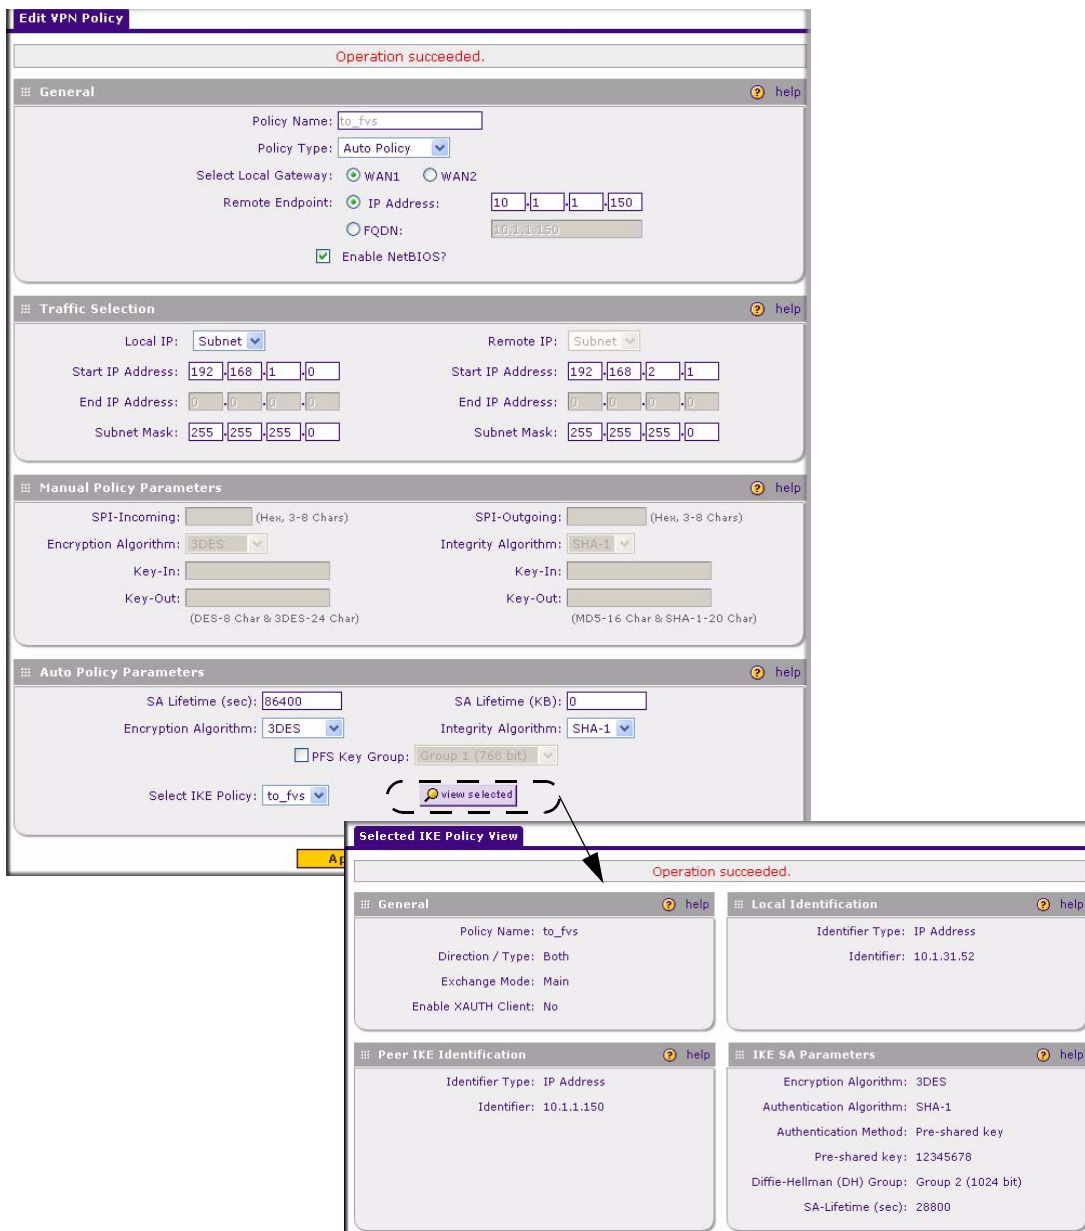 Edit VPN Policy
Operation succeeded.
General
help
Policy Name: to_fvs
Policy Type: Auto Policy
Select Local Gateway: WAN1 WAN2
Remote Endpoint: IP Address: 10 . 1 . 1 . 150
FQDN: 10.1.1.150
Enable NetBIOS?
Traffic Selection
help
Local IP: Subnet
Remote IP: Subnet
Start IP Address: 192 . 168 . 1 . 0
Start IP Address: 192 . 168 . 2 . 1
End IP Address: 0 . 0 . 0 . 0
End IP Address: 0 . 0 . 0 . 0
Subnet Mask: 255 . 255 . 255 . 0
Subnet Mask: 255 . 255 . 255 . 0
Manual Policy Parameters
help
SPI-Incoming: (Hex, 3-8 Chars)
SPI-Outgoing: (Hex, 3-8 Chars)
Encryption Algorithm: 3DES
Integrity Algorithm: SHA-1
Key-In:
Key-In:
Key-Out:
Key-Out:
(DES-8 Char & 3DES-24 Char)
(MD5-16 Char & SHA-1-20 Char)
Auto Policy Parameters
help
SA Lifetime (sec): 86400
SA Lifetime (KB): 0
Encryption Algorithm: 3DES
Integrity Algorithm: SHA-1
PFS Key Group: Group 1 (768 bit)
Select IKE Policy: to_fvs
view selected
Ap
Selected IKE Policy View
Operation succeeded.
General
help
Policy Name: to_fvs
Direction / Type: Both
Exchange Mode: Main
Enable XAUTH Client: No
Local Identification
help
Identifier Type: IP Address
Identifier: 10.1.31.52
Peer IKE Identification
help
Identifier Type: IP Address
Identifier: 10.1.1.150
IKE SA Parameters
help
Encryption Algorithm: 3DES
Authentication Algorithm: SHA-1
Authentication Method: Pre-shared key
Pre-shared key: 12345678
Diffie-Hellman (DH) Group: Group 2 (1024 bit)
SA-Lifetime (sec): 28800